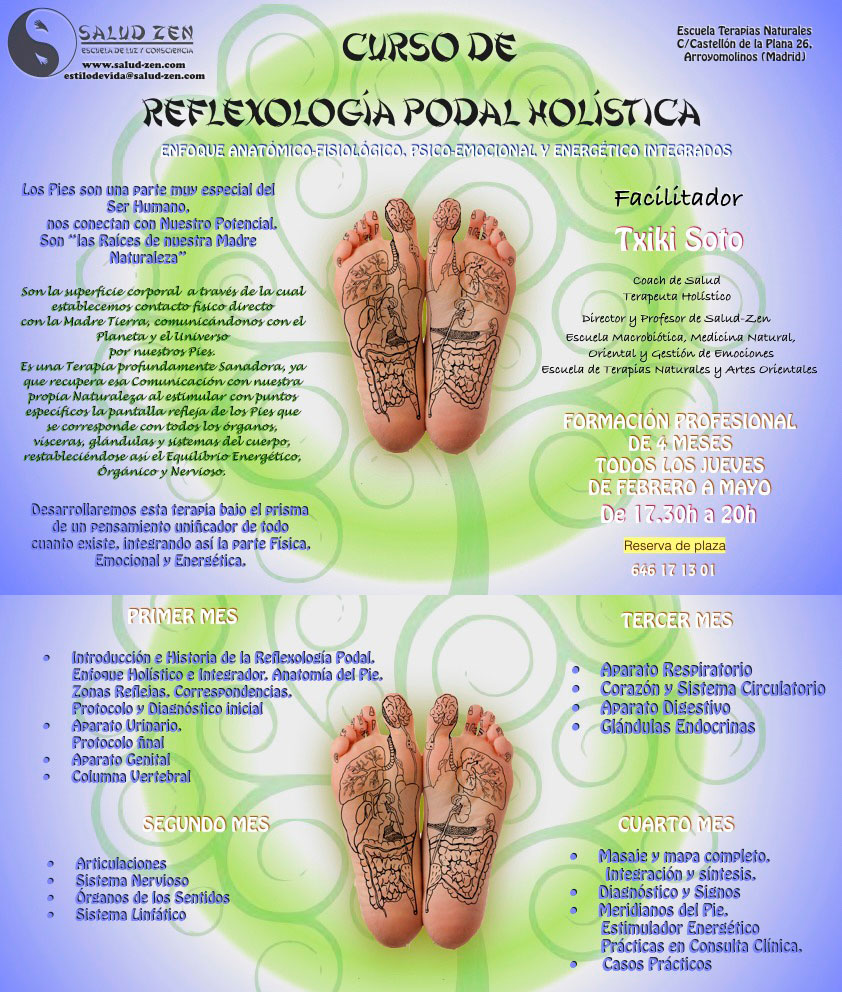 SALUD ZEN
ESCUELA DE LUZ Y CONSCIENCIA
www.salud-zen.com
estilodevida@salud-zen.com
CURSO DE
REFLEXOLOGÍA PODAL HOLÍSTICA
ENFOQUE ANATÓMICO-FISIOLÓGICO, PSICO-EMOCIONAL Y ENERGÉTICO INTEGRADOS
Escuela Terapias Naturales
C/Castellón de la Plana 26,
Arroyomolinos (Madrid)
Los Pies son una parte muy especial del
Ser Humano,
nos conectan con Nuestro Potencial.
Son “las Raíces de nuestra Madre
Naturaleza”
Son la superficie corporal a través de la cual
establecemos contacto físico directo
con la Madre Tierra, comunicándonos con el
Planeta y el Universo
por nuestros Pies.
Es una Terapia profundamente Sanadora, ya
que recupera esa Comunicación con nuestra
propia Naturaleza al estimular con puntos
específicos la pantalla refleja de los Pies que
se corresponde con todos los órganos,
vísceras, glándulas y sistemas del cuerpo,
restableciéndose así el Equilibrio Energético,
Orgánico y Nervioso.
Desarrollaremos esta terapia bajo el prisma
de un pensamiento unificador de todo
cuanto existe, integrando así la parte Física,
Emocional y Energética.
Facilitador
Txiki Soto
Coach de Salud
Terapeuta Holístico
Director y Profesor de Salud-Zen
Escuela Macrobiótica, Medicina Natural,
Oriental y Gestión de Emociones
Escuela de Terapias Naturales y Artes Orientales
FORMACIÓN PROFESIONAL
DE 4 MESES
TODOS LOS JUEVES
DE FEBRERO A MAYO
De 17.30h a 20h
Reserva de plaza
646 17 13 01
PRIMER MES
• Introducción e Historia de la Reflexología Podal.
Enfoque Holístico e Integrador. Anatomía del Pie.
Zonas Reflejas. Correspondencias.
Protocolo y Diagnóstico inicial
• Aparato Urinario.
Protocolo final
• Aparato Genital
• Columna Vertebral
SEGUNDO MES
• Articulaciones
• Sistema Nervioso
• Órganos de los Sentidos
• Sistema Linfático
TERCER MES
• Aparato Respiratorio
• Corazón y Sistema Circulatorio
• Aparato Digestivo
• Glándulas Endocrinas
CUARTO MES
• Masaje y mapa completo.
Integración y síntesis.
• Diagnóstico y Signos
• Meridianos del Pie.
Estimulador Energético
Prácticas en Consulta Clínica.
• Casos Prácticos